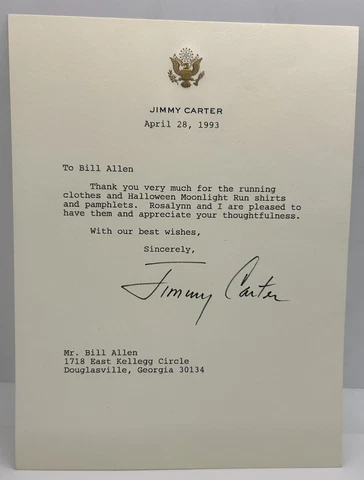 JIMMY CARTER
April 28, 1993
To Bill Allen
Thank you very much for the running
clothes and Halloween Moonlight Run shirts
and pamphlets. Rosalynn and I are pleased to
have them and appreciate your thoughtfulness.
With our best wishes,
Sincerely,
Jimmy Carter
Mr. Bill Allen
1718 East Kellegg Circle
Douglasville, Georgia 30134